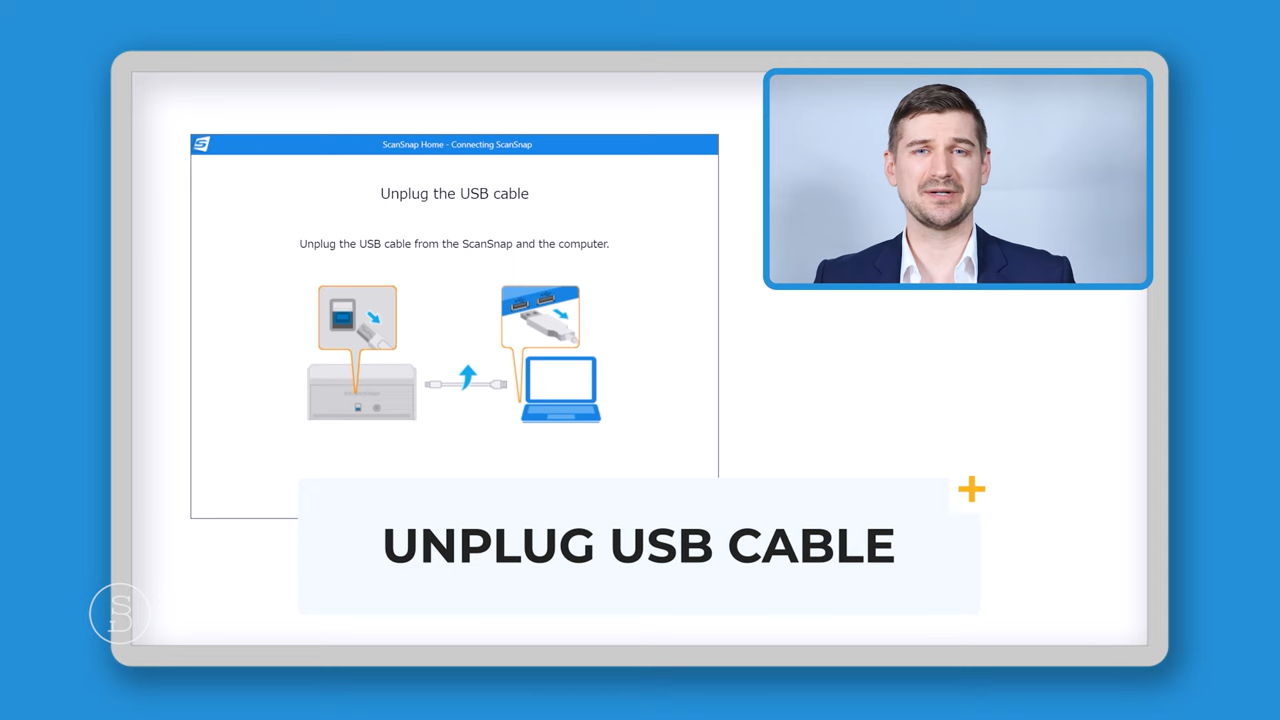 ScanSnap Home - Connecting ScanSnap
Unplug the USB cable
Unplug the USB cable from the ScanSnap and the computer.
UNPLUG USB CABLE